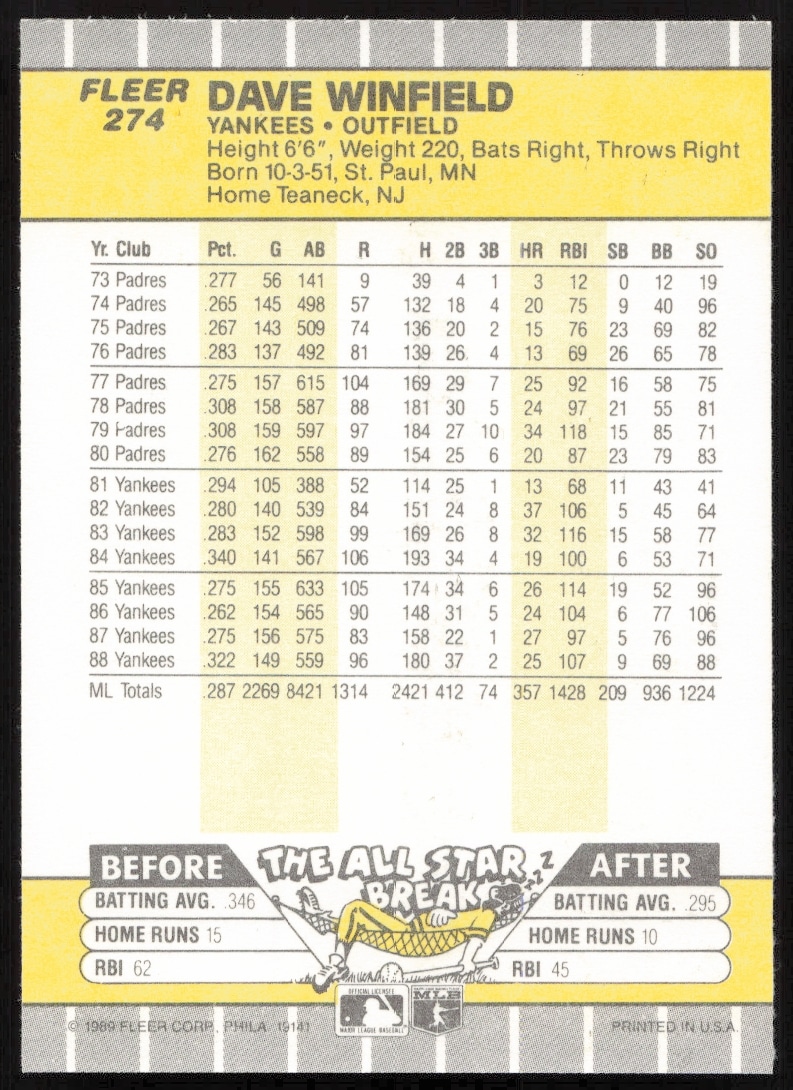 FLEER
274
DAVE WINFIELD
YANKEES • OUTFIELD
Height 6'6", Weight 220, Bats Right, Throws Right
Born 10-3-51, St. Paul, MN
Home Teaneck, NJ
Yr. Club Pct. G AB R H 2B 3B HR RBI SB BB SO
73 Padres .277 56 141 9 39 4 1 3 12 0 12 19
74 Padres .265 145 498 57 132 18 4 20 75 9 40 96
75 Padres .267 143 509 74 136 20 2 15 76 23 69 82
76 Padres .283 137 492 81 139 26 4 13 69 26 65 78
77 Padres .275 157 615 104 169 29 7 25 92 16 58 75
78 Padres .308 158 587 88 181 30 5 24 97 21 55 81
79 Padres .308 159 597 97 184 27 10 34 118 15 85 71
80 Padres .276 162 558 89 154 25 6 20 87 23 79 83
81 Yankees .294 105 388 52 114 25 1 13 68 11 43 41
82 Yankees .280 140 539 84 151 24 8 37 106 5 45 64
83 Yankees .283 152 598 99 169 26 8 32 116 15 58 77
84 Yankees .340 141 567 106 193 34 4 19 100 6 53 71
85 Yankees .275 155 633 105 174 34 6 26 114 19 52 96
86 Yankees .262 154 565 90 148 31 5 24 104 6 77 106
87 Yankees .275 156 575 83 158 22 1 27 97 5 76 96
88 Yankees .322 149 559 96 180 37 2 25 107 9 69 88
ML Totals .287 2269 8421 1314 2421 412 74 357 1428 209 936 1224
BEFORE THE ALL STAR BREAK AFTER
zzZZ
BATTING AVG. .346 BATTING AVG. .295
HOME RUNS 15 HOME RUNS 10
RBI 62 RBI 45
OFFICIAL LICENSEE
MAJOR LEAGUE BASEBALL
MLB
© 1989 FLEER CORP., PHILA. 19141 PRINTED IN U.S.A.